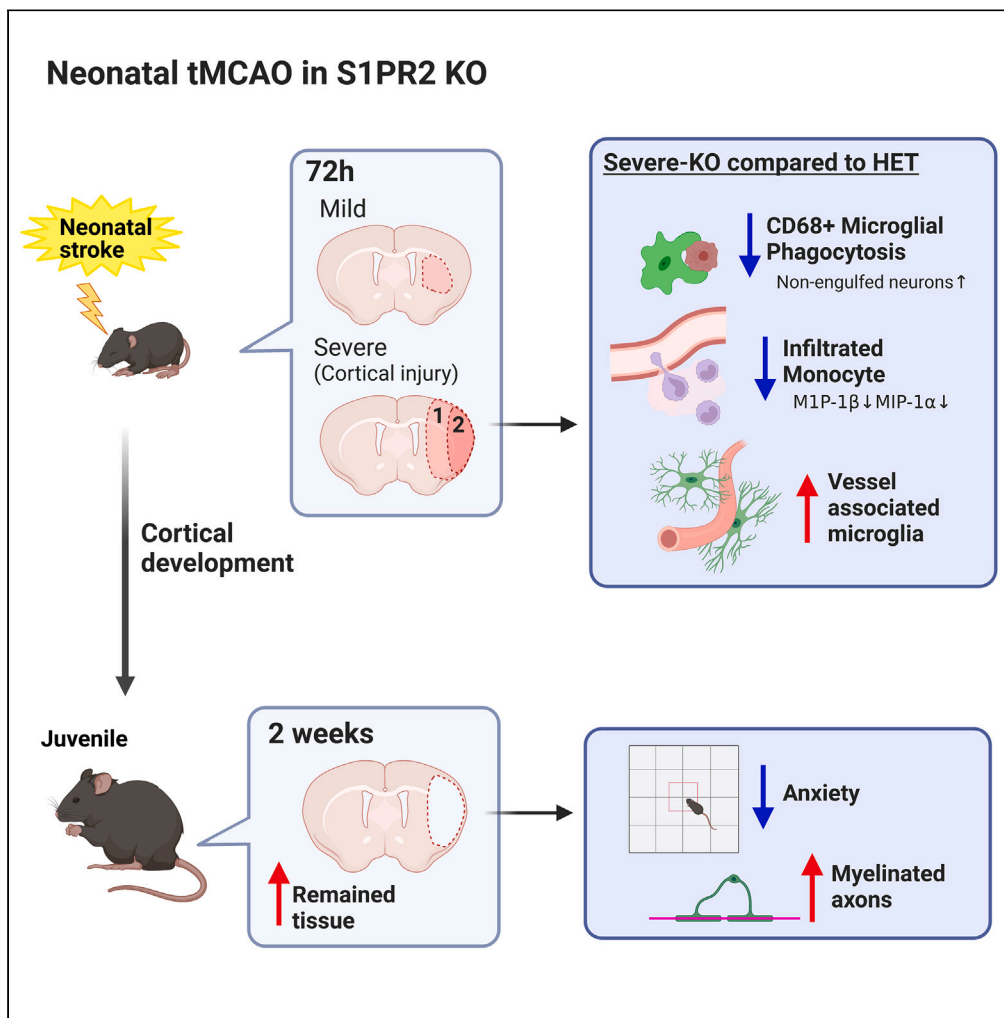 Neonatal tMCAO in S1PR2 KO
Neonatal
stroke
72h
Mild
Severe
(Cortical injury)
1
2
Severe-KO compared to HET
CD68+ Microglial
Phagocytosis
Non-engulfed neurons↑
Infiltrated
Monocyte
M1P-1β↓MIP-1α↓
Vessel
associated
microglia
Cortical
development
Juvenile
2 weeks
Remained
tissue
Anxiety
Myelinated
axons